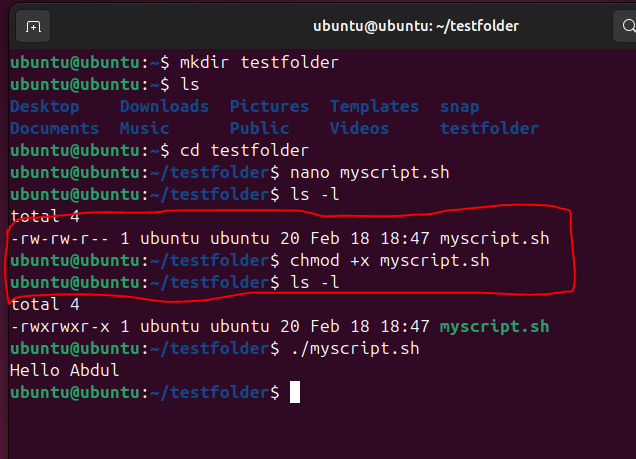 ubuntu@ubuntu: ~/testfolder
ubuntu@ubuntu:~$ mkdir testfolder
ubuntu@ubuntu:~$ ls
Desktop Downloads Pictures Templates snap
Documents Music Public Videos testfolder
ubuntu@ubuntu:~$ cd testfolder
ubuntu@ubuntu:~/testfolder$ nano myscript.sh
ubuntu@ubuntu:~/testfolder$ ls -l
total 4
-rw-rw-r-- 1 ubuntu ubuntu 20 Feb 18 18:47 myscript.sh
ubuntu@ubuntu:~/testfolder$ chmod +x myscript.sh
ubuntu@ubuntu:~/testfolder$ ls -l
total 4
-rwxrwxr-x 1 ubuntu ubuntu 20 Feb 18 18:47 myscript.sh
ubuntu@ubuntu:~/testfolder$ ./myscript.sh
Hello Abdul
ubuntu@ubuntu:~/testfolder$